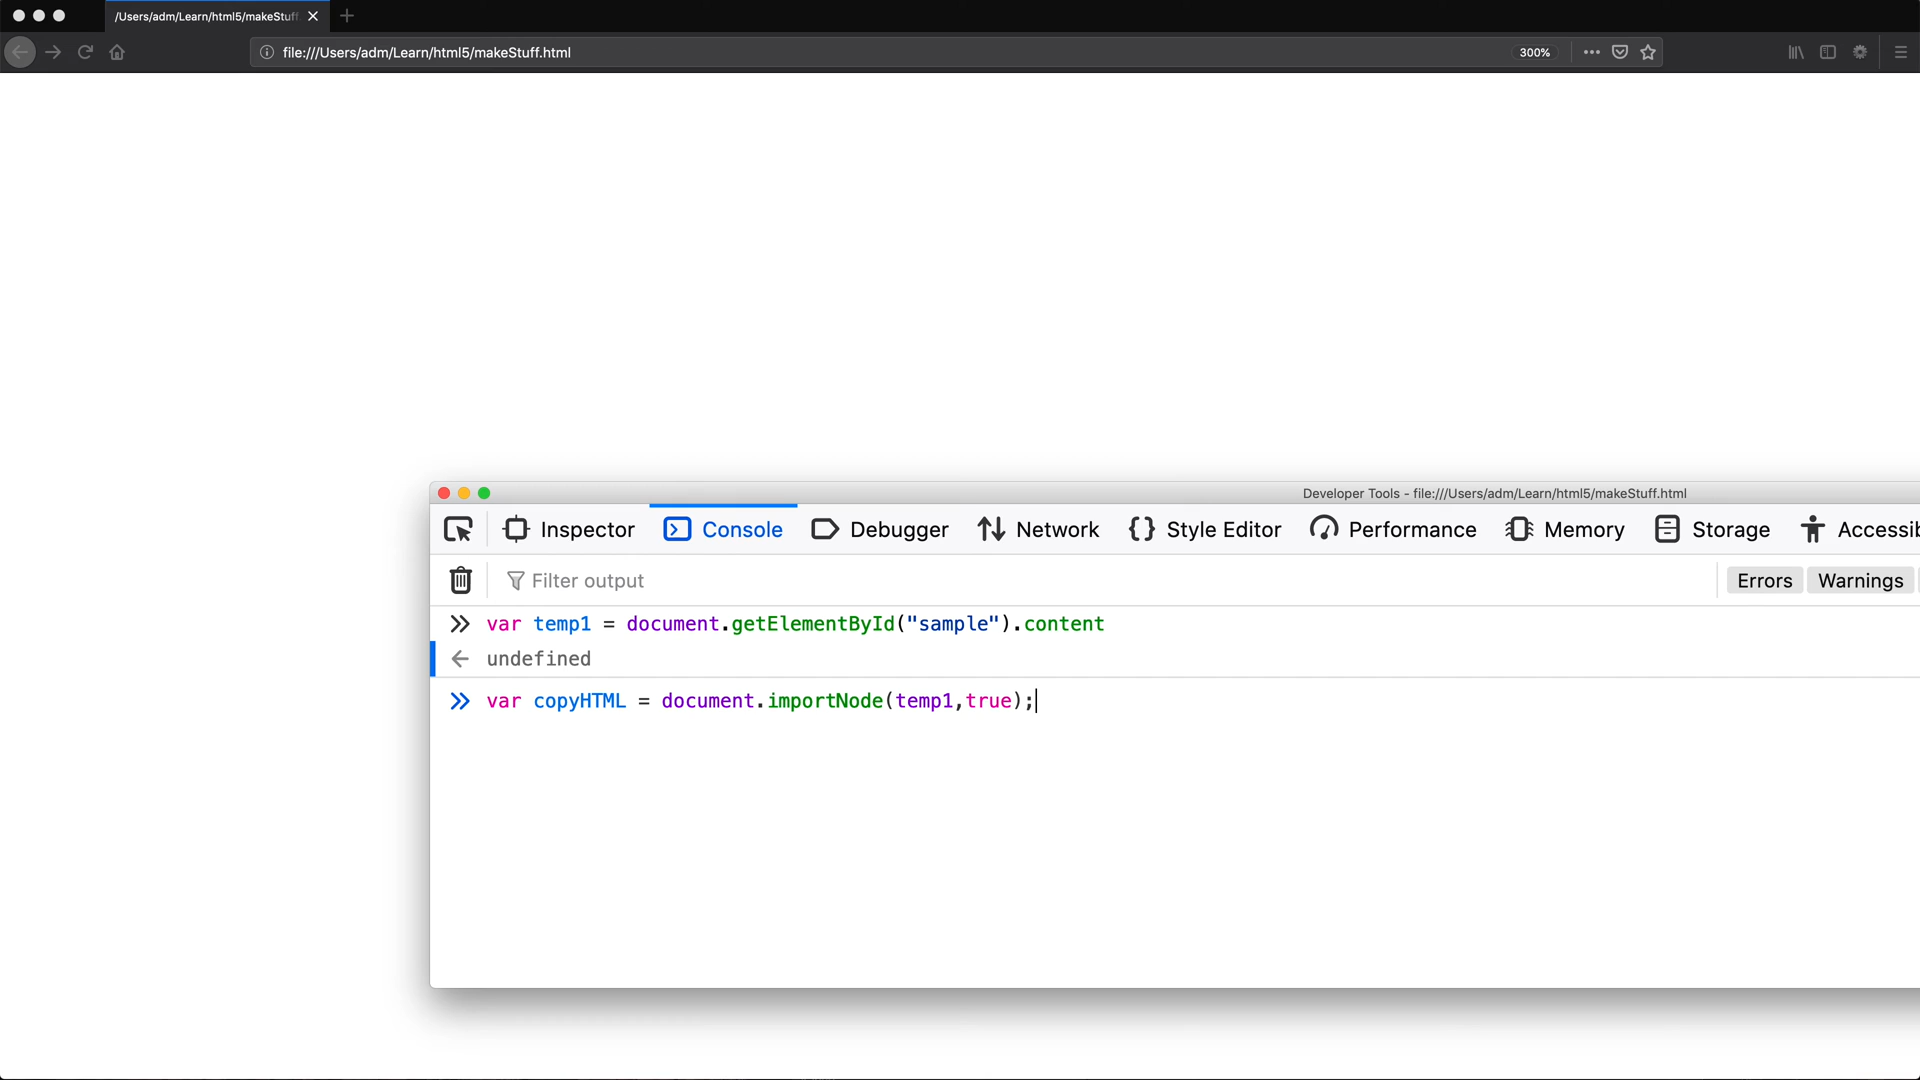 /Users/adm/Learn/html5/makeStuff.
file:///Users/adm/Learn/html5/makeStuff.html
300%
Developer Tools - file:///Users/adm/Learn/html5/makeStuff.html
Inspector Console Debugger Network Style Editor Performance Memory Storage Accessib
Filter output Errors Warnings
var temp1 = document.getElementById("sample").content
undefined
var copyHTML = document.importNode(temp1,true);